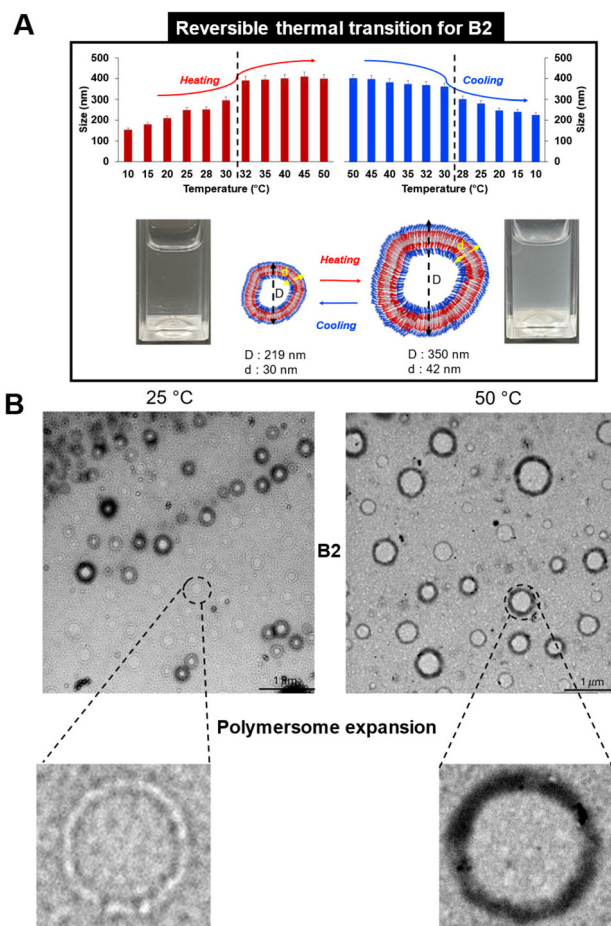 A
Reversible thermal transition for B2
Size (nm)
400
300
200
100
0
Heating
10 15 20 25 28 30 32 35 40 45 50
Temperature (°C)
Cooling
50 45 40 35 32 30 28 25 20 15 10
Temperature (°C)
500
400
300
200
100
0
Size (nm)
Heating
Cooling
d
D
d
D
D : 219 nm
d : 30 nm
D : 350 nm
d : 42 nm
B
25 °C
50 °C
B2
1 µm
1 µm
Polymersome expansion